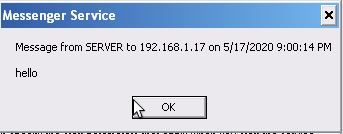 Messenger Service
Message from SERVER to 192.168.1.17 on 5/17/2020 9:00:14 PM
hello
OK